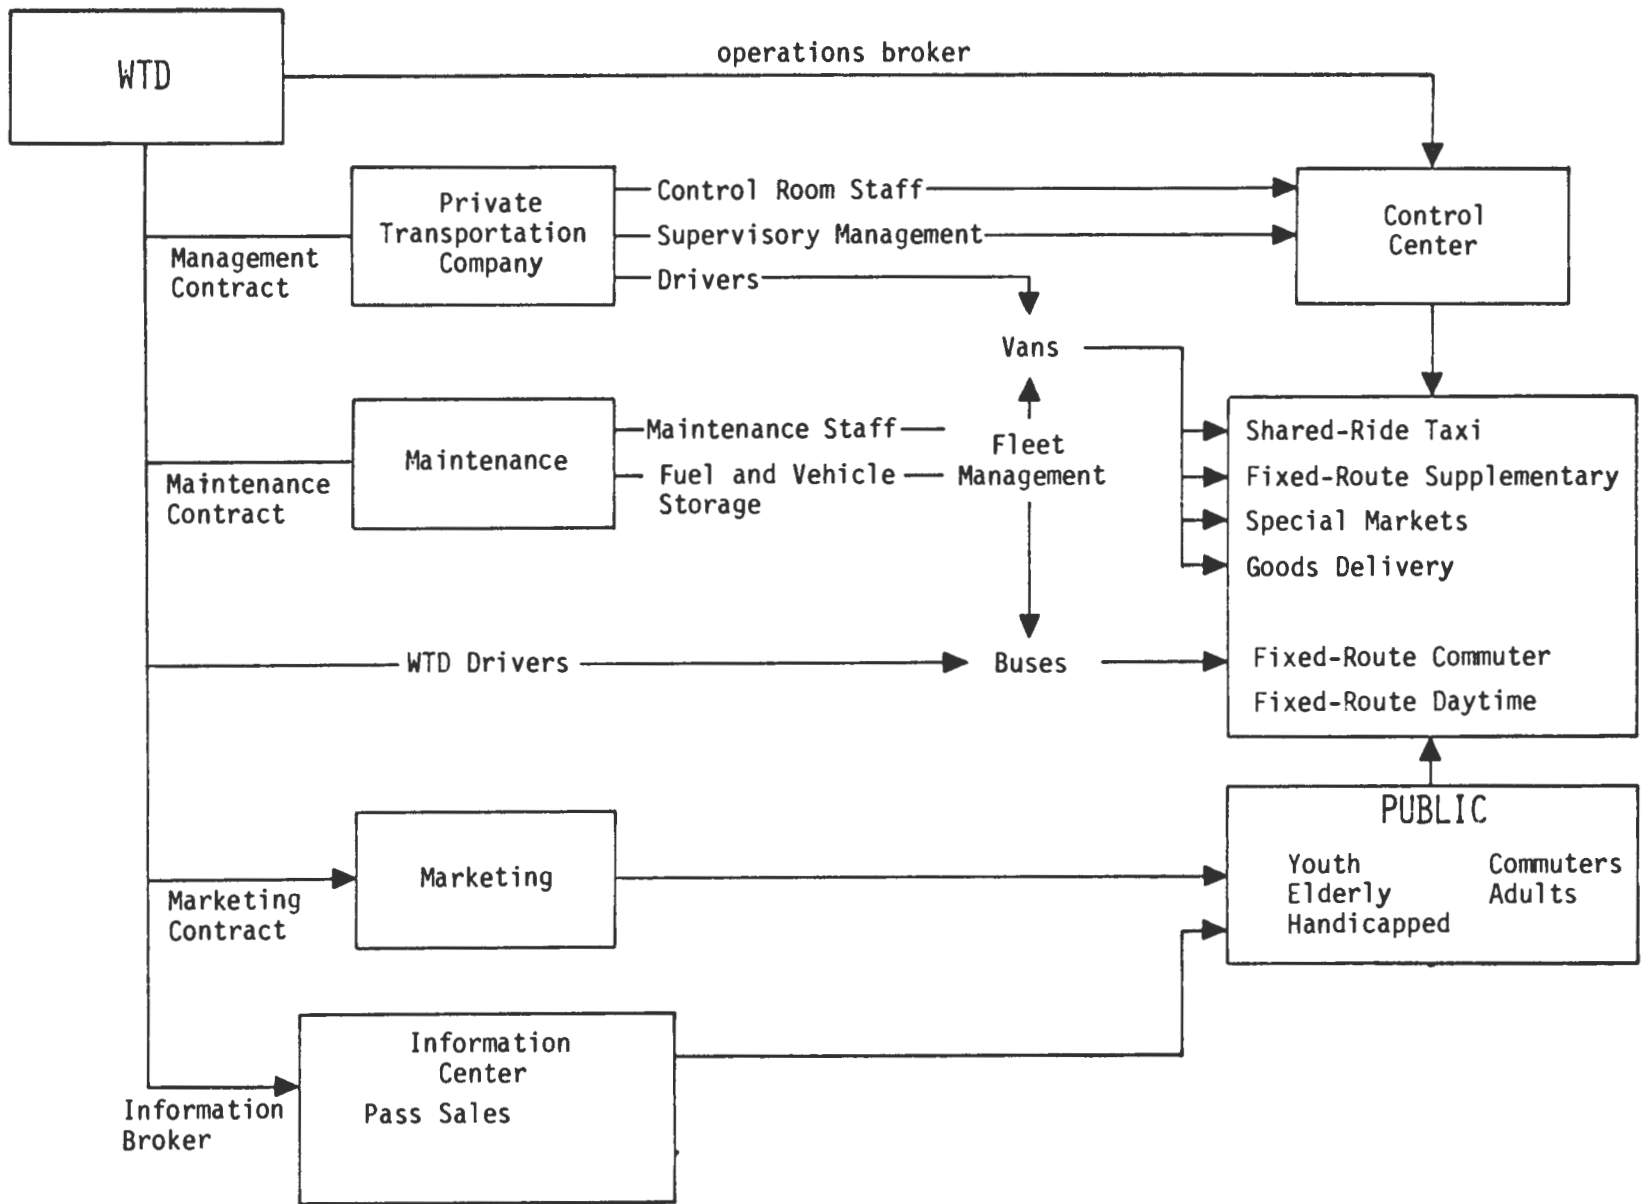 WTD
operations broker
Private
Transportation
Company
Control Room Staff
Supervisory Management
Drivers
Control
Center
Management
Contract
Vans
Maintenance
Maintenance Staff
Fuel and Vehicle
Storage
Fleet
Management
Maintenance
Contract
Shared-Ride Taxi
Fixed-Route Supplementary
Special Markets
Goods Delivery
Fixed-Route Commuter
Fixed-Route Daytime
WTD Drivers
Buses
Marketing
Marketing
Contract
PUBLIC
Youth
Elderly
Handicapped
Commuters
Adults
Information
Center
Pass Sales
Information
Broker